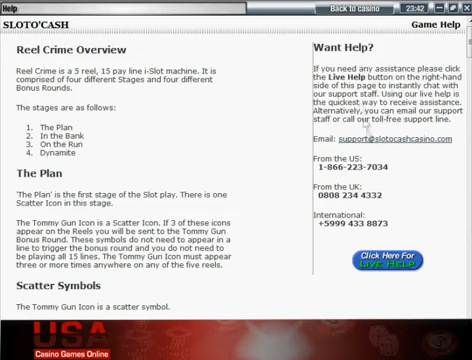 Help
Back to casino
23:42
SLOTO'CASH
Game Help
Reel Crime Overview
Reel Crime is a 5 reel, 15 pay line i-Slot machine. It is
comprised of four different Stages and four different
Bonus Rounds.
The stages are as follows:
1. The Plan
2. In the Bank
3. On the Run
4. Dynamite
The Plan
'The Plan' is the first stage of the Slot play. There is one
Scatter Icon in this stage.
The Tommy Gun Icon is a Scatter Icon. If 3 of these icons
appear on the Reels you will be sent to the Tommy Gun
Bonus Round. These symbols do not need to appear in a
line to trigger the bonus round and you do not need to
be playing all 15 lines. The Tommy Gun Icon must appear
three or more times anywhere on any of the five reels.
Scatter Symbols
The Tommy Gun Icon is a scatter symbol.
Want Help?
If you need any assistance please click
the Live Help button on the right-hand
side of this page to instantly chat with
our support staff. Using our live help is
the quickest way to receive assistance.
Alternatively, you can email our support
staff or call our toll-free support line.
Email: support@slotocashcasino.com
From the US:
1-866-223-7034
From the UK:
0808 234 4332
International:
+5999 433 8873
Click Here For
LIVE HELP
USA
Casino Games Online